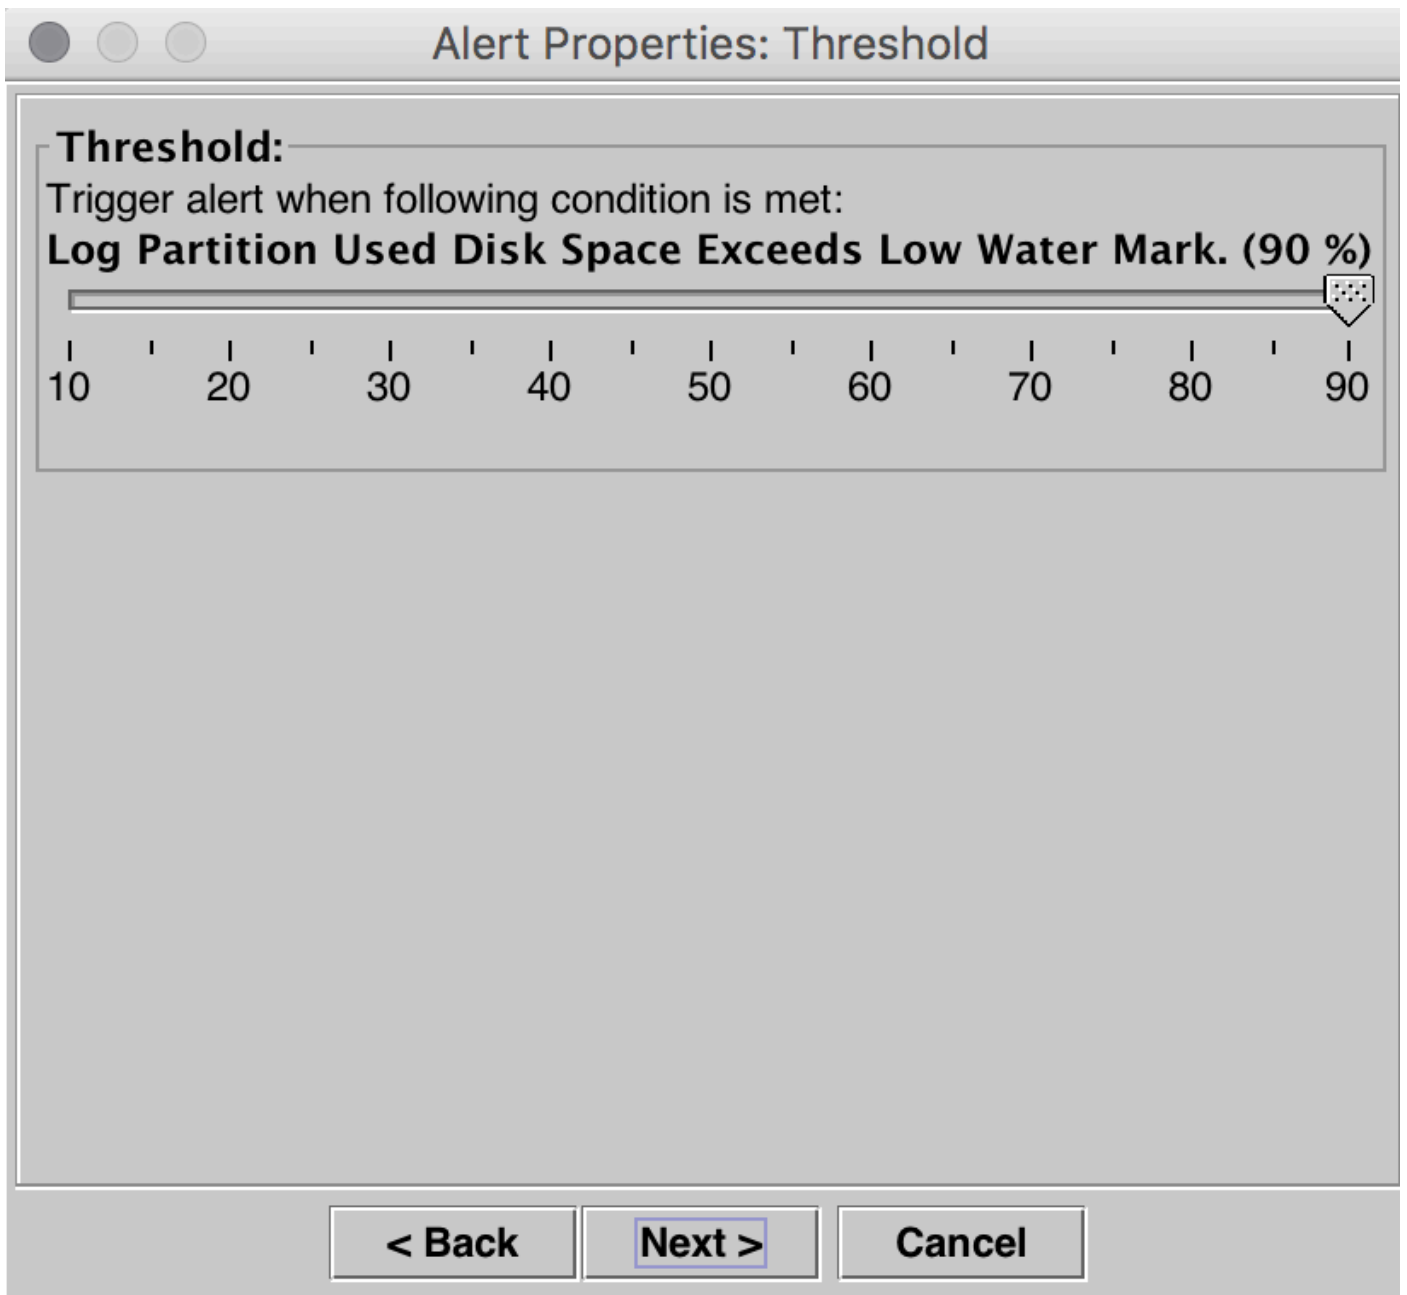 Alert Properties: Threshold
Threshold:
Trigger alert when following condition is met:
Log Partition Used Disk Space Exceeds Low Water Mark. (90 %)
10 20 30 40 50 60 70 80 90
< Back Next > Cancel